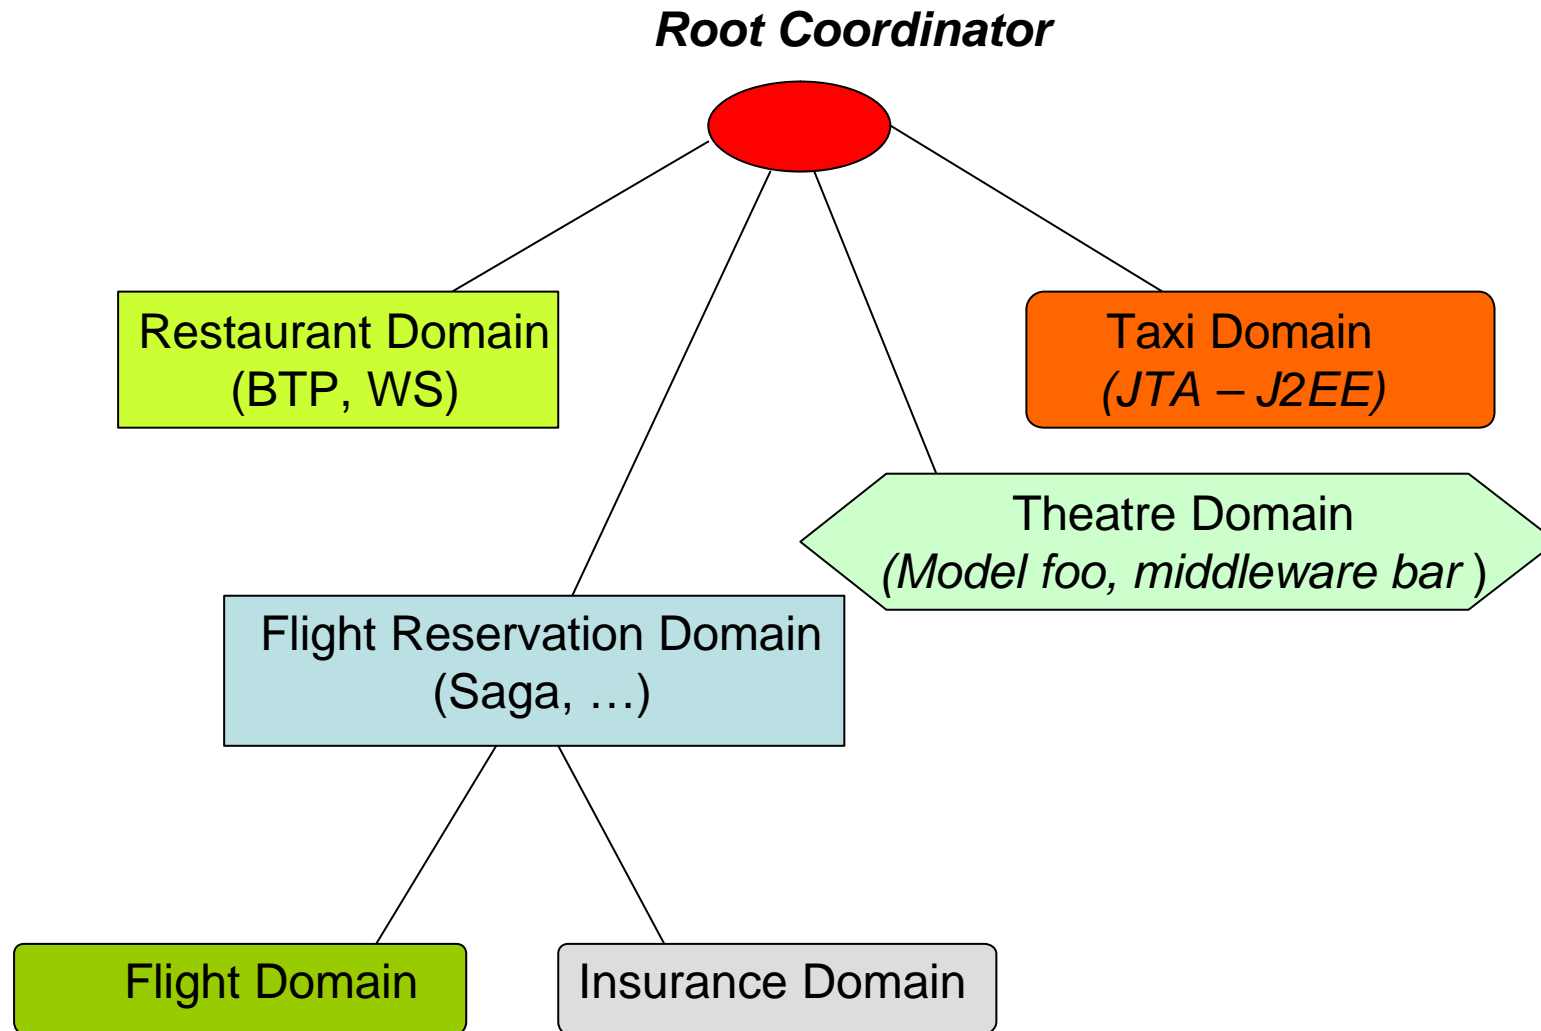 Root Coordinator
Restaurant Domain
(BTP, WS)
Taxi Domain
(JTA – J2EE)
Theatre Domain
(Model foo, middleware bar )
Flight Reservation Domain
(Saga, …)
Flight Domain
Insurance Domain